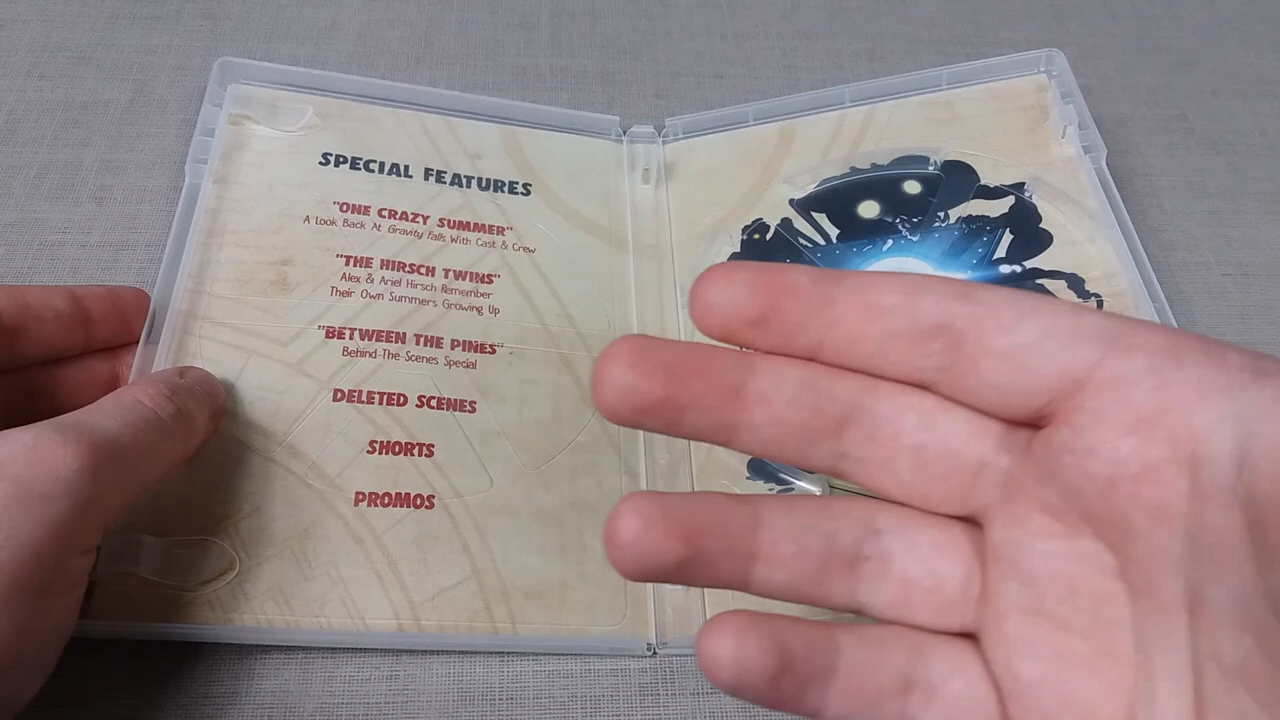 SPECIAL FEATURES
"ONE CRAZY SUMMER"
A Look Back At Gravity Falls With Cast & Crew
"THE HIRSCH TWINS"
Alex & Ariel Hirsch Remember
Their Own Summers Growing Up
"BETWEEN THE PINES"
Behind-The-Scenes Special
DELETED SCENES
SHORTS
PROMOS